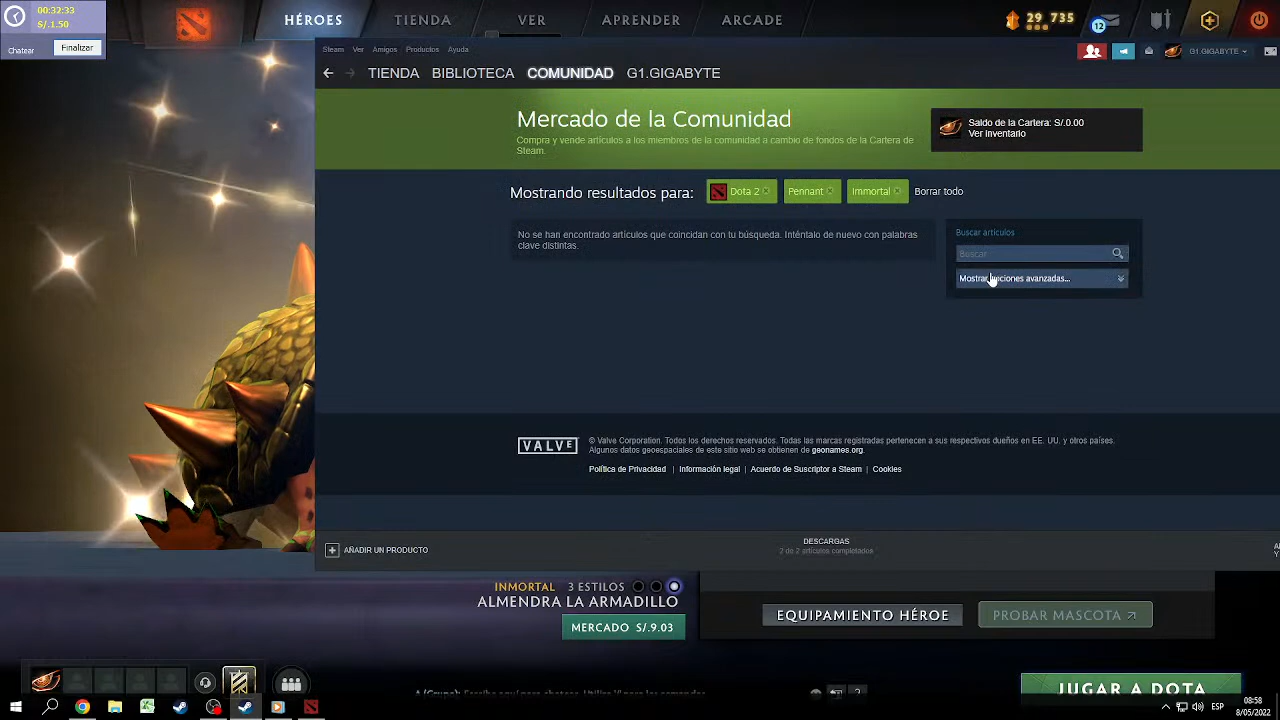 00:32:33
S/.1.50
Chatear
Finalizar
HÉROES
TIENDA
VER
APRENDER
ARCADE
29 735
12
Steam Ver Amigos Productos Ayuda
G1.GIGABYTE
TIENDA BIBLIOTECA COMUNIDAD G1.GIGABYTE
Mercado de la Comunidad
Compra y vende artículos a los miembros de la comunidad a cambio de fondos de la Cartera de
Steam.
Saldo de la Cartera: S/.0.00
Ver Inventario
Mostrando resultados para:
Dota 2
Pennant
Immortal
Borrar todo
No se han encontrado artículos que coincidan con tu búsqueda. Inténtalo de nuevo con palabras
clave distintas.
Buscar artículos
Buscar
Mostrar opciones avanzadas...
VALVE
© Valve Corporation. Todos los derechos reservados. Todas las marcas registradas pertenecen a sus respectivos dueños en EE. UU. y otros países.
Algunos datos geoespaciales de este sitio web se obtienen de geonames.org.
Política de Privacidad | Información legal | Acuerdo de Suscriptor a Steam | Cookies
AÑADIR UN PRODUCTO
DESCARGAS
2 de 2 artículos completados
INMORTAL 3 ESTILOS
ALMENDRA LA ARMADILLO
MERCADO S/.9.03
EQUIPAMIENTO HÉROE
PROBAR MASCOTA
A (Grupo):
ESP
08:58
8/05/2022